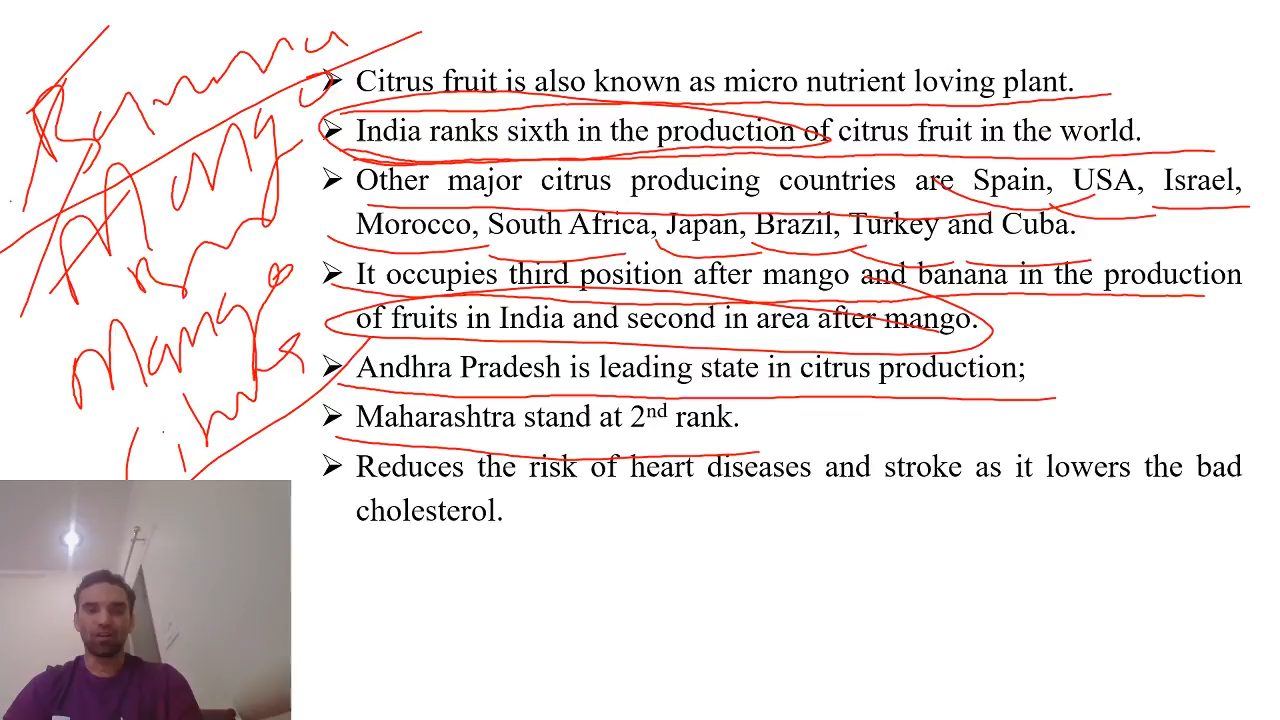 Banana
Mango
Mango
Citrus
➤ Citrus fruit is also known as micro nutrient loving plant.
➤ India ranks sixth in the production of citrus fruit in the world.
➤ Other major citrus producing countries are Spain, USA, Israel,
Morocco, South Africa, Japan, Brazil, Turkey and Cuba.
➤ It occupies third position after mango and banana in the production
of fruits in India and second in area after mango.
➤ Andhra Pradesh is leading state in citrus production;
➤ Maharashtra stand at 2nd rank.
➤ Reduces the risk of heart diseases and stroke as it lowers the bad
cholesterol.